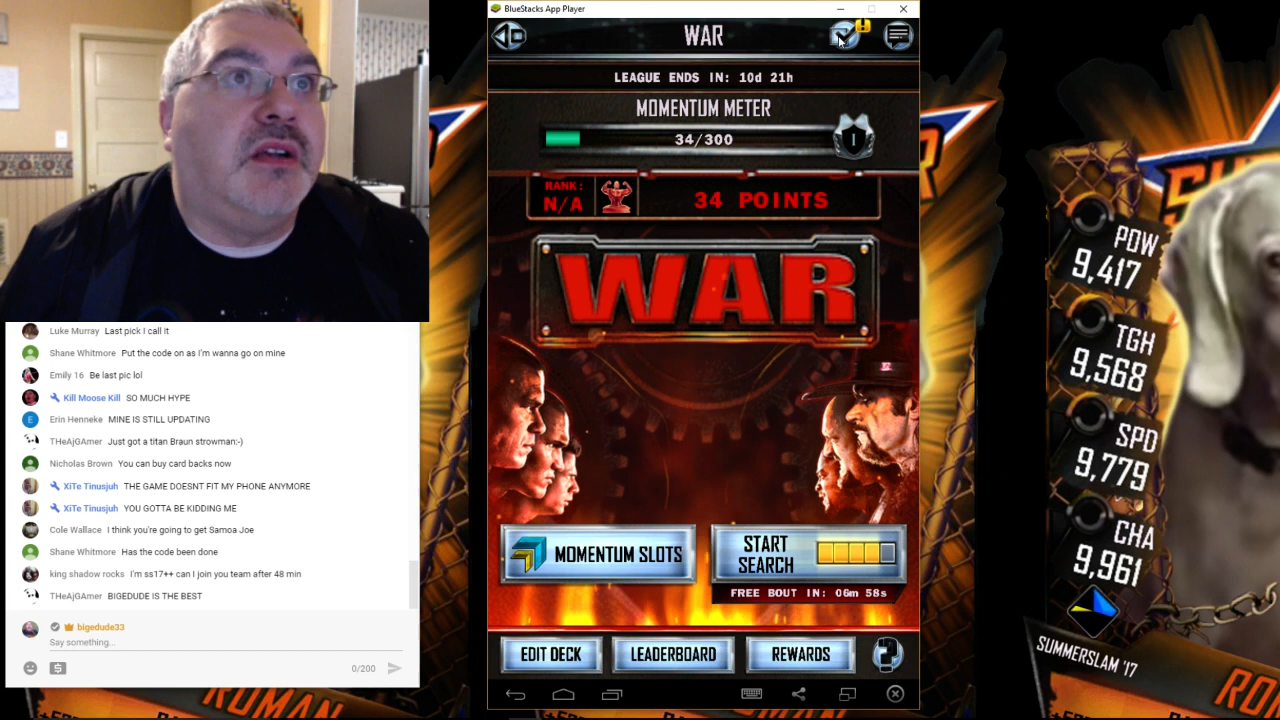 BlueStacks App Player
WAR
LEAGUE ENDS IN: 10d 21h
MOMENTUM METER
34/300
I
RANK:
N/A
34 POINTS
WAR
MOMENTUM SLOTS
START
SEARCH
FREE BOUT IN: 06m 58s
EDIT DECK
LEADERBOARD
REWARDS
?
Luke Murray Last pick I call it
Shane Whitmore Put the code on as I'm wanna go on mine
Emily 16 Be last pic lol
Kill Moose Kill SO MUCH HYPE
E Erin Henneke MINE IS STILL UPDATING
THeAjGAmer Just got a titan Braun strowman:-)
Nicholas Brown You can buy card backs now
XiTe Tinusjuh THE GAME DOESNT FIT MY PHONE ANYMORE
XiTe Tinusjuh YOU GOTTA BE KIDDING ME
Cole Wallace I think you're going to get Samoa Joe
Shane Whitmore Has the code been done
king shadow rocks I'm ss17++ can I join you team after 48 min
THeAjGAmer BIGEDUDE IS THE BEST
bigedude33
Say something...
0/200
POW
9,417
TGH
9,568
SPD
9,779
CHA
9,961
SUMMERSLAM '17
ROMAN